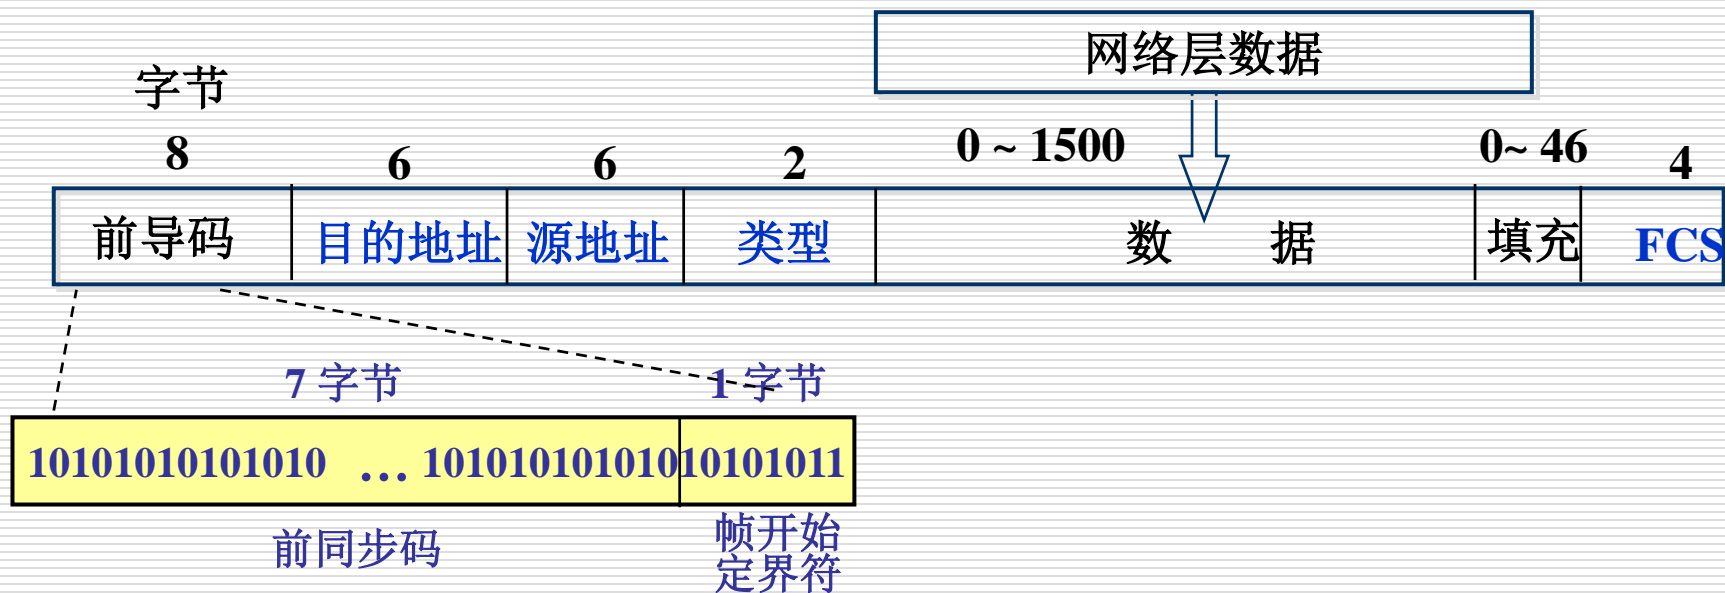 网络层数据
字节
8 6 6 2 0 ~ 1500 0~ 46 4
前导码 目的地址 源地址 类型 数 据 填充 FCS
7 字节 1 字节
10101010101010 … 101010101010 10101011
前同步码 帧开始
定界符